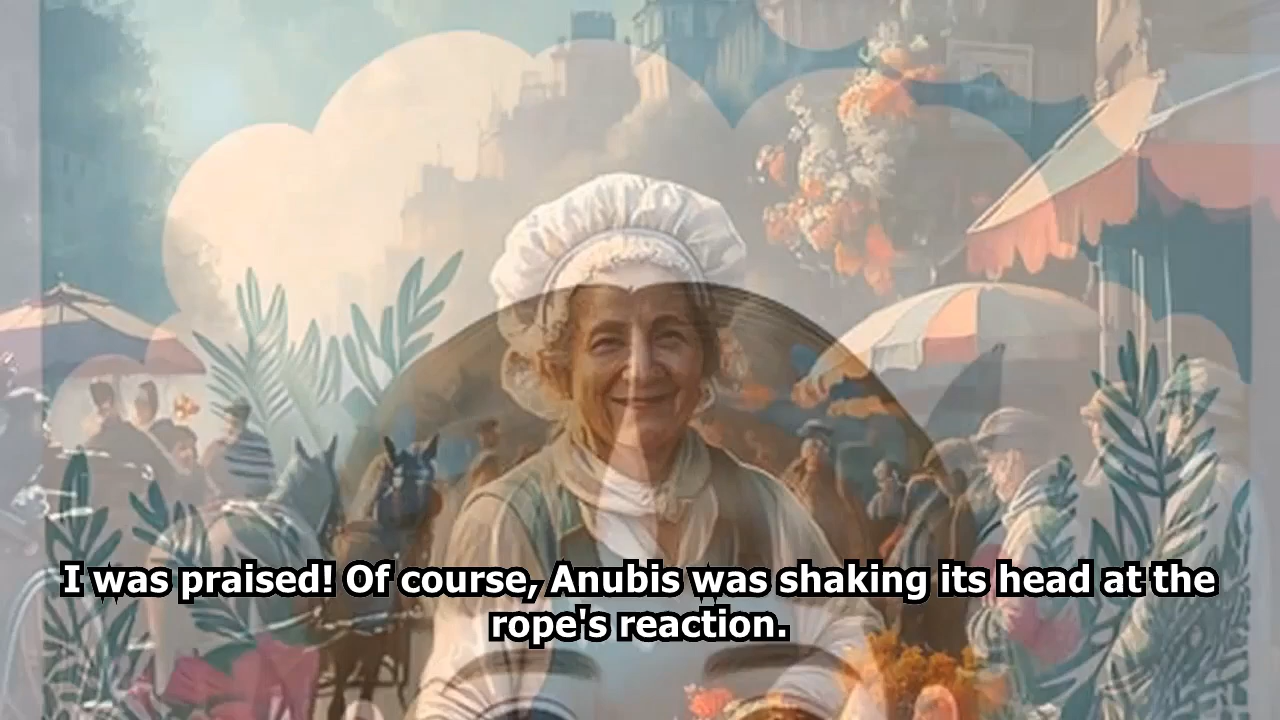 I was praised! Of course, Anubis was shaking its head at the
rope's reaction.